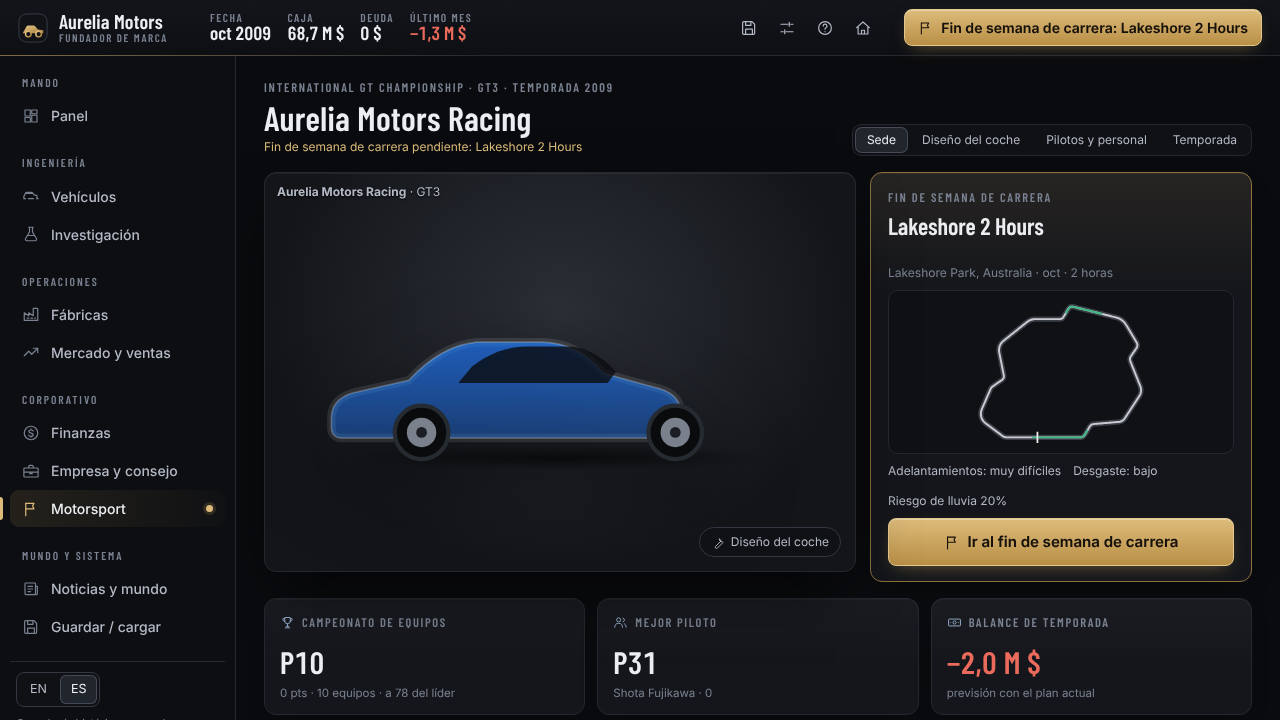 Aurelia Motors
FUNDADOR DE MARCA
FECHA
oct 2009
CAJA
68,7 M $
DEUDA
0 $
ÚLTIMO MES
−1,3 M $
Fin de semana de carrera: Lakeshore 2 Hours
MANDO
Panel
INGENIERÍA
Vehículos
Investigación
OPERACIONES
Fábricas
Mercado y ventas
CORPORATIVO
Finanzas
Empresa y consejo
Motorsport
MUNDO Y SISTEMA
Noticias y mundo
Guardar / cargar
EN
ES
INTERNATIONAL GT CHAMPIONSHIP · GT3 · TEMPORADA 2009
Aurelia Motors Racing
Fin de semana de carrera pendiente: Lakeshore 2 Hours
Sede
Diseño del coche
Pilotos y personal
Temporada
Aurelia Motors Racing · GT3
Diseño del coche
FIN DE SEMANA DE CARRERA
Lakeshore 2 Hours
Lakeshore Park, Australia · oct · 2 horas
Adelantamientos: muy difíciles
Desgaste: bajo
Riesgo de lluvia 20%
Ir al fin de semana de carrera
CAMPEONATO DE EQUIPOS
P10
0 pts · 10 equipos · a 78 del líder
MEJOR PILOTO
P31
Shota Fujikawa · 0
BALANCE DE TEMPORADA
−2,0 M $
previsión con el plan actual